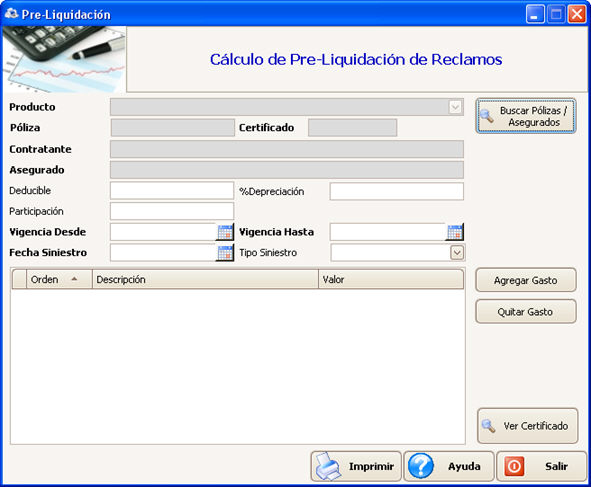 Pre-Liquidación
Cálculo de Pre-Liquidación de Reclamos
Producto
Buscar Pólizas /
Asegurados
Póliza
Certificado
Contratante
Asegurado
Deducible
%Depreciación
Participación
Vigencia Desde
Vigencia Hasta
Fecha Siniestro
Tipo Siniestro
Orden Descripción Valor
Agregar Gasto
Quitar Gasto
Ver Certificado
Imprimir Ayuda Salir